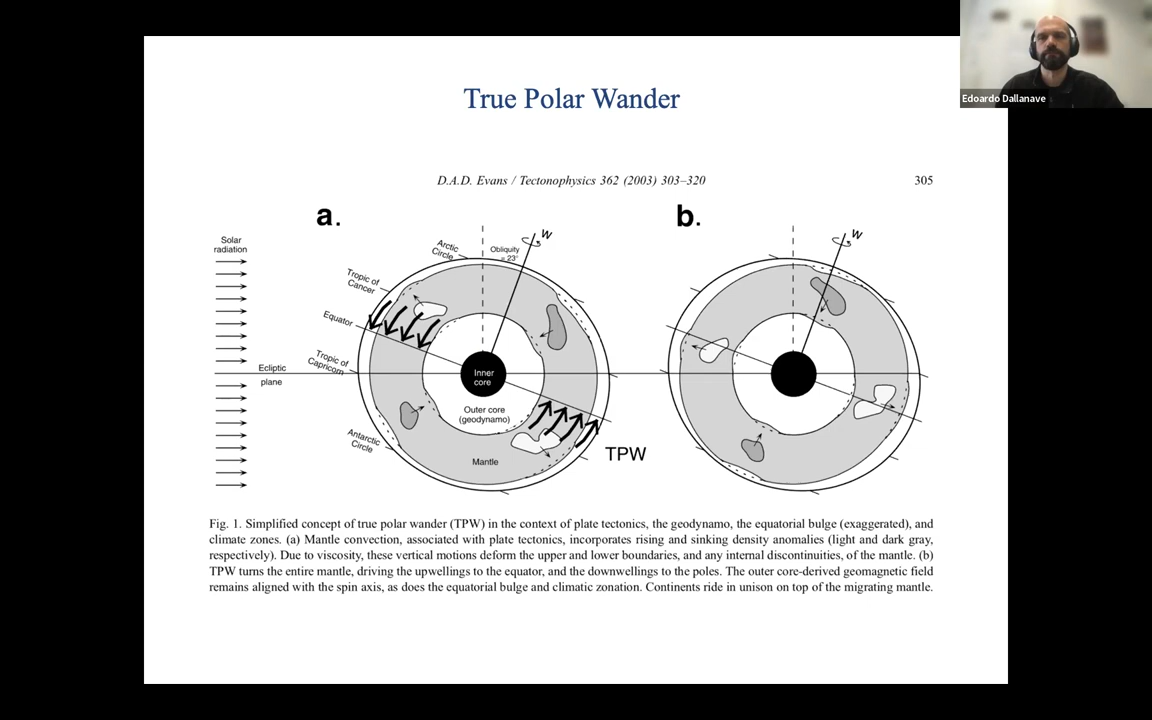 Edoardo Dallanave
True Polar Wander
D.A.D. Evans / Tectonophysics 362 (2003) 303–320
305
a.
b.
Solar
radiation
Arctic
Circle
Obliquity
= 23°
W
W
Tropic of
Cancer
Equator
Tropic of
Capricorn
Ecliptic
plane
Inner
core
Outer core
(geodynamo)
Antarctic
Circle
Mantle
TPW
Fig. 1. Simplified concept of true polar wander (TPW) in the context of plate tectonics, the geodynamo, the equatorial bulge (exaggerated), and
climate zones. (a) Mantle convection, associated with plate tectonics, incorporates rising and sinking density anomalies (light and dark gray,
respectively). Due to viscosity, these vertical motions deform the upper and lower boundaries, and any internal discontinuities, of the mantle. (b)
TPW turns the entire mantle, driving the upwellings to the equator, and the downwellings to the poles. The outer core-derived geomagnetic field
remains aligned with the spin axis, as does the equatorial bulge and climatic zonation. Continents ride in unison on top of the migrating mantle.